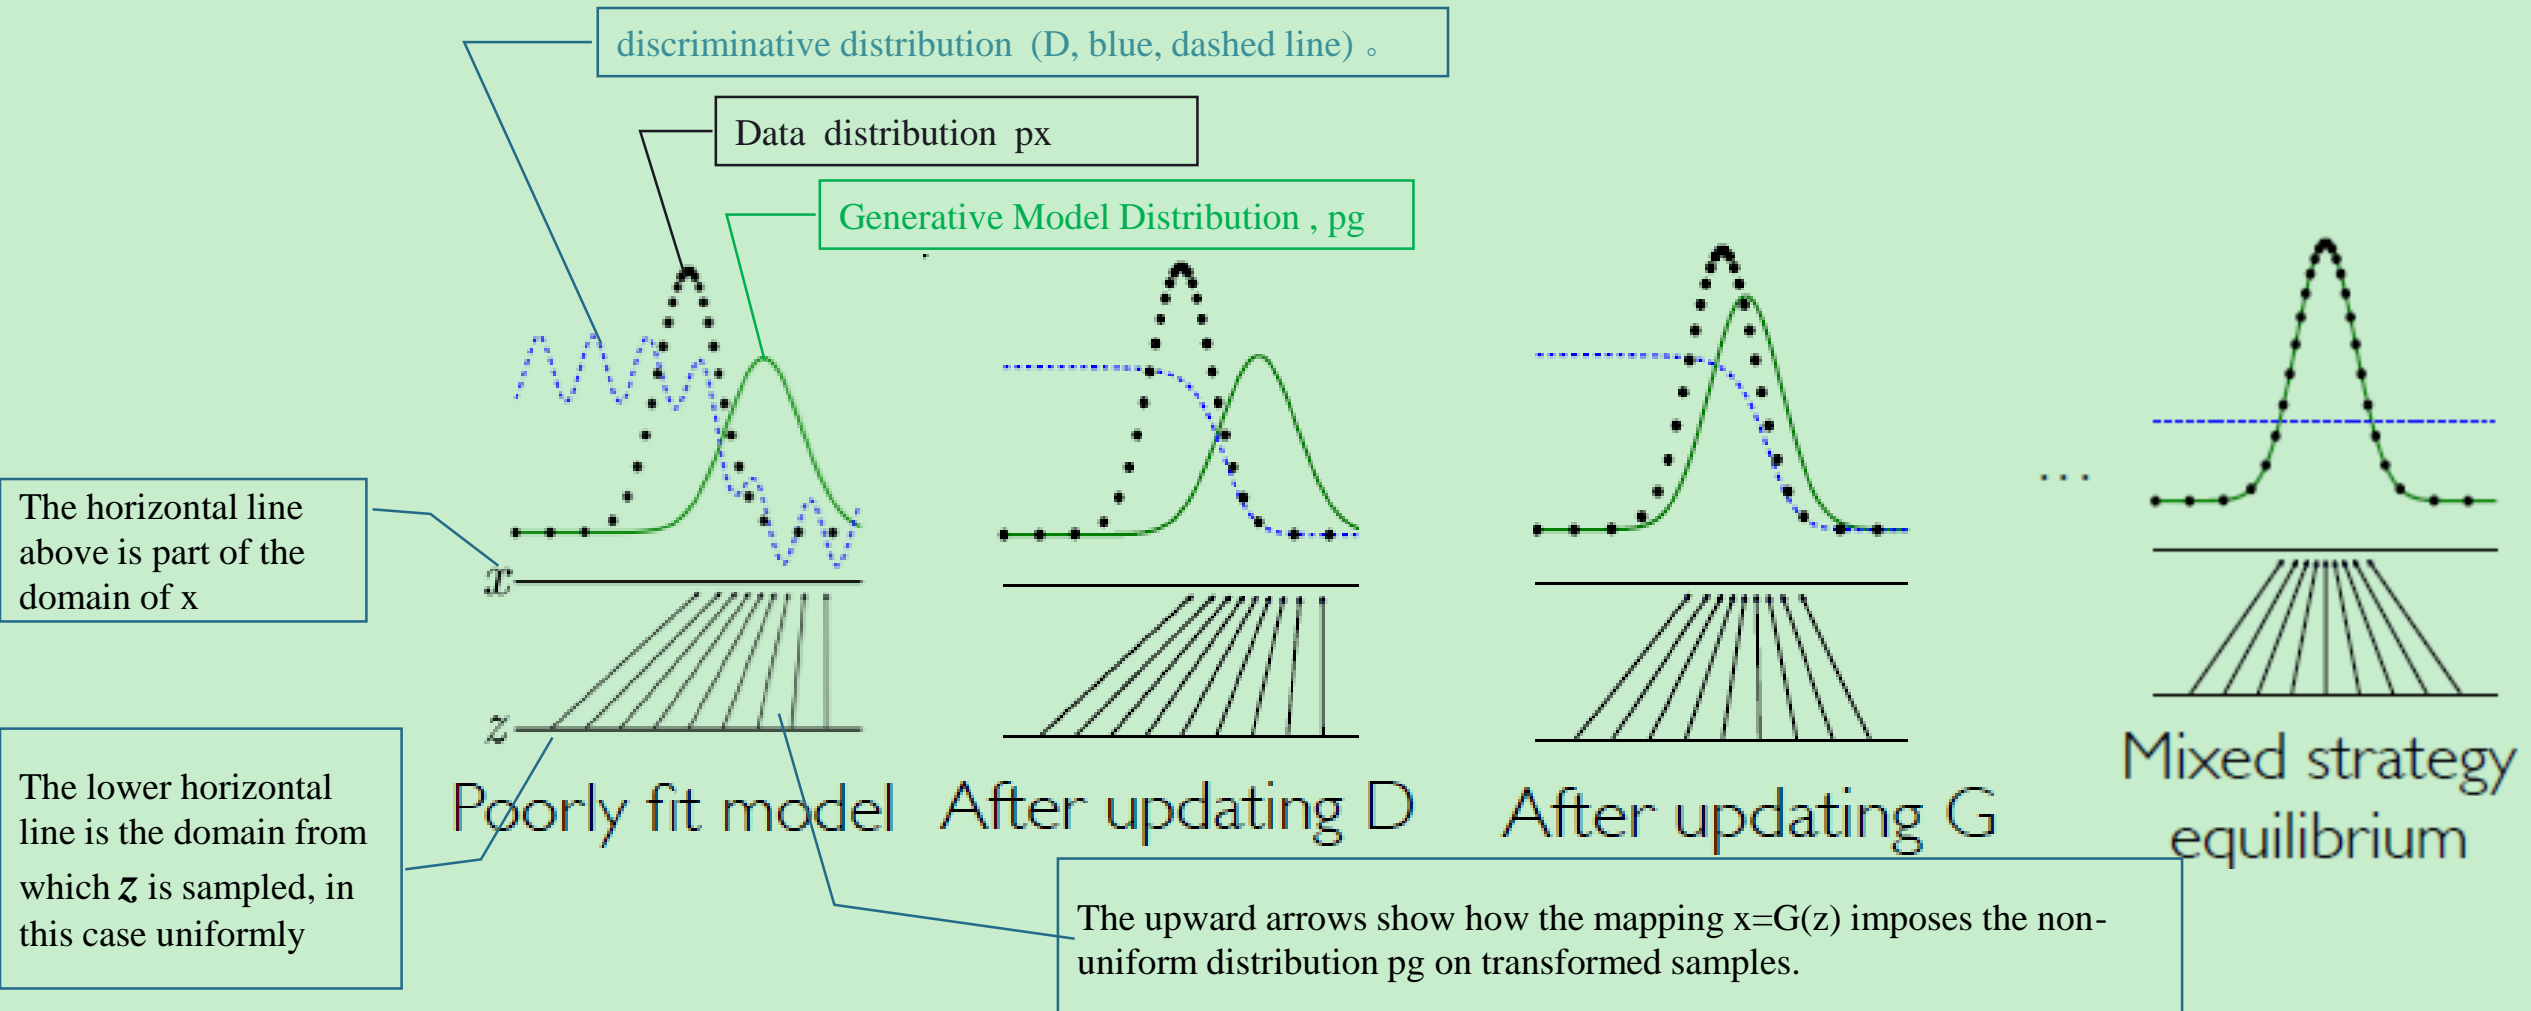 discriminative distribution (D, blue, dashed line) 。
Data distribution px
Generative Model Distribution , pg
The horizontal line
above is part of the
domain of x
x
z
The lower horizontal
line is the domain from
which z is sampled, in
this case uniformly
...
Poorly fit model
After updating D
After updating G
Mixed strategy
equilibrium
The upward arrows show how the mapping x=G(z) imposes the non-
uniform distribution pg on transformed samples.